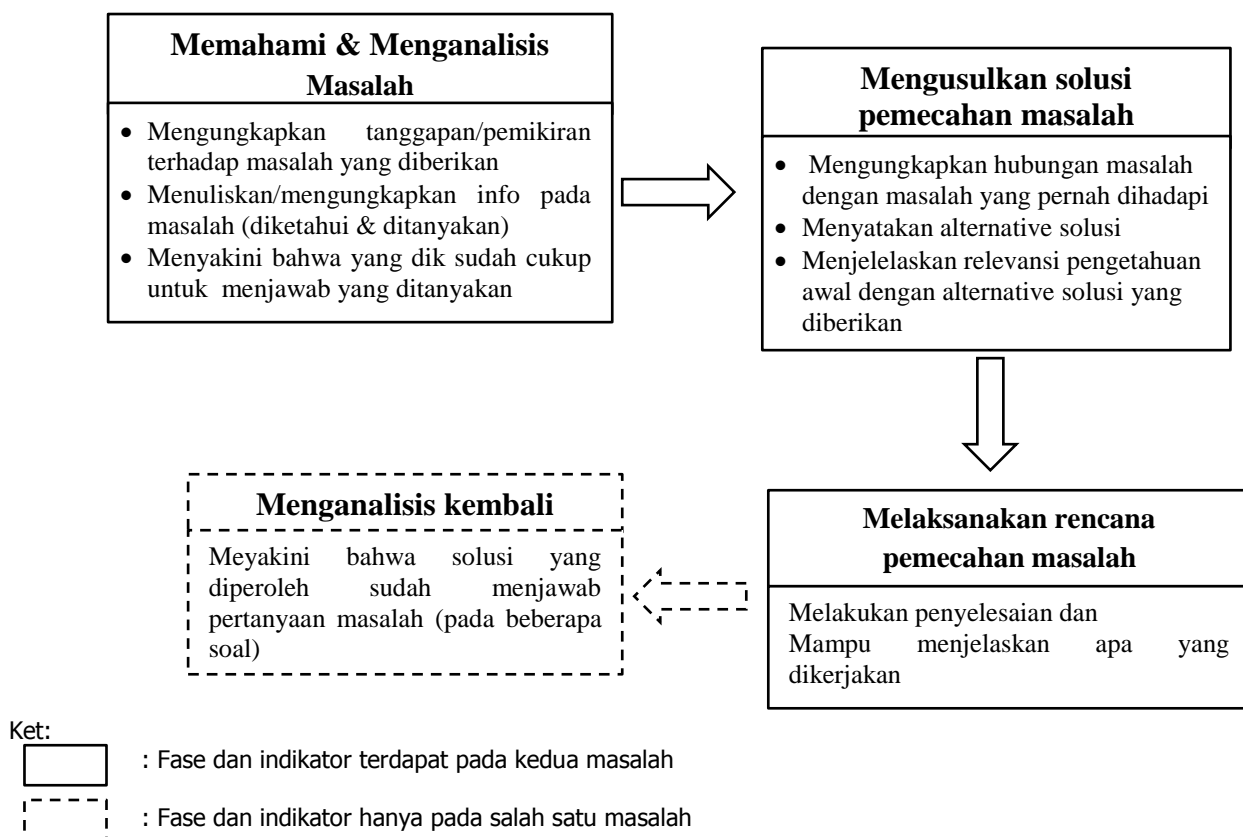 Memahami & Menganalisis
Masalah
• Mengungkapkan tanggapan/pemikiran
terhadap masalah yang diberikan
• Menuliskan/mengungkapkan info pada
masalah (diketahui & ditanyakan)
• Menyakini bahwa yang dik sudah cukup
untuk menjawab yang ditanyakan
Mengusulkan solusi
pemecahan masalah
• Mengungkapkan hubungan masalah
dengan masalah yang pernah dihadapi
• Menyatakan alternative solusi
• Menjelelaskan relevansi pengetahuan
awal dengan alternative solusi yang
diberikan
Melaksanakan rencana
pemecahan masalah
Melakukan penyelesaian dan
Mampu menjelaskan apa yang
dikerjakan
Menganalisis kembali
Meyakini bahwa solusi yang
diperoleh sudah menjawab
pertanyaan masalah (pada beberapa
soal)
Ket:
: Fase dan indikator terdapat pada kedua masalah
: Fase dan indikator hanya pada salah satu masalah